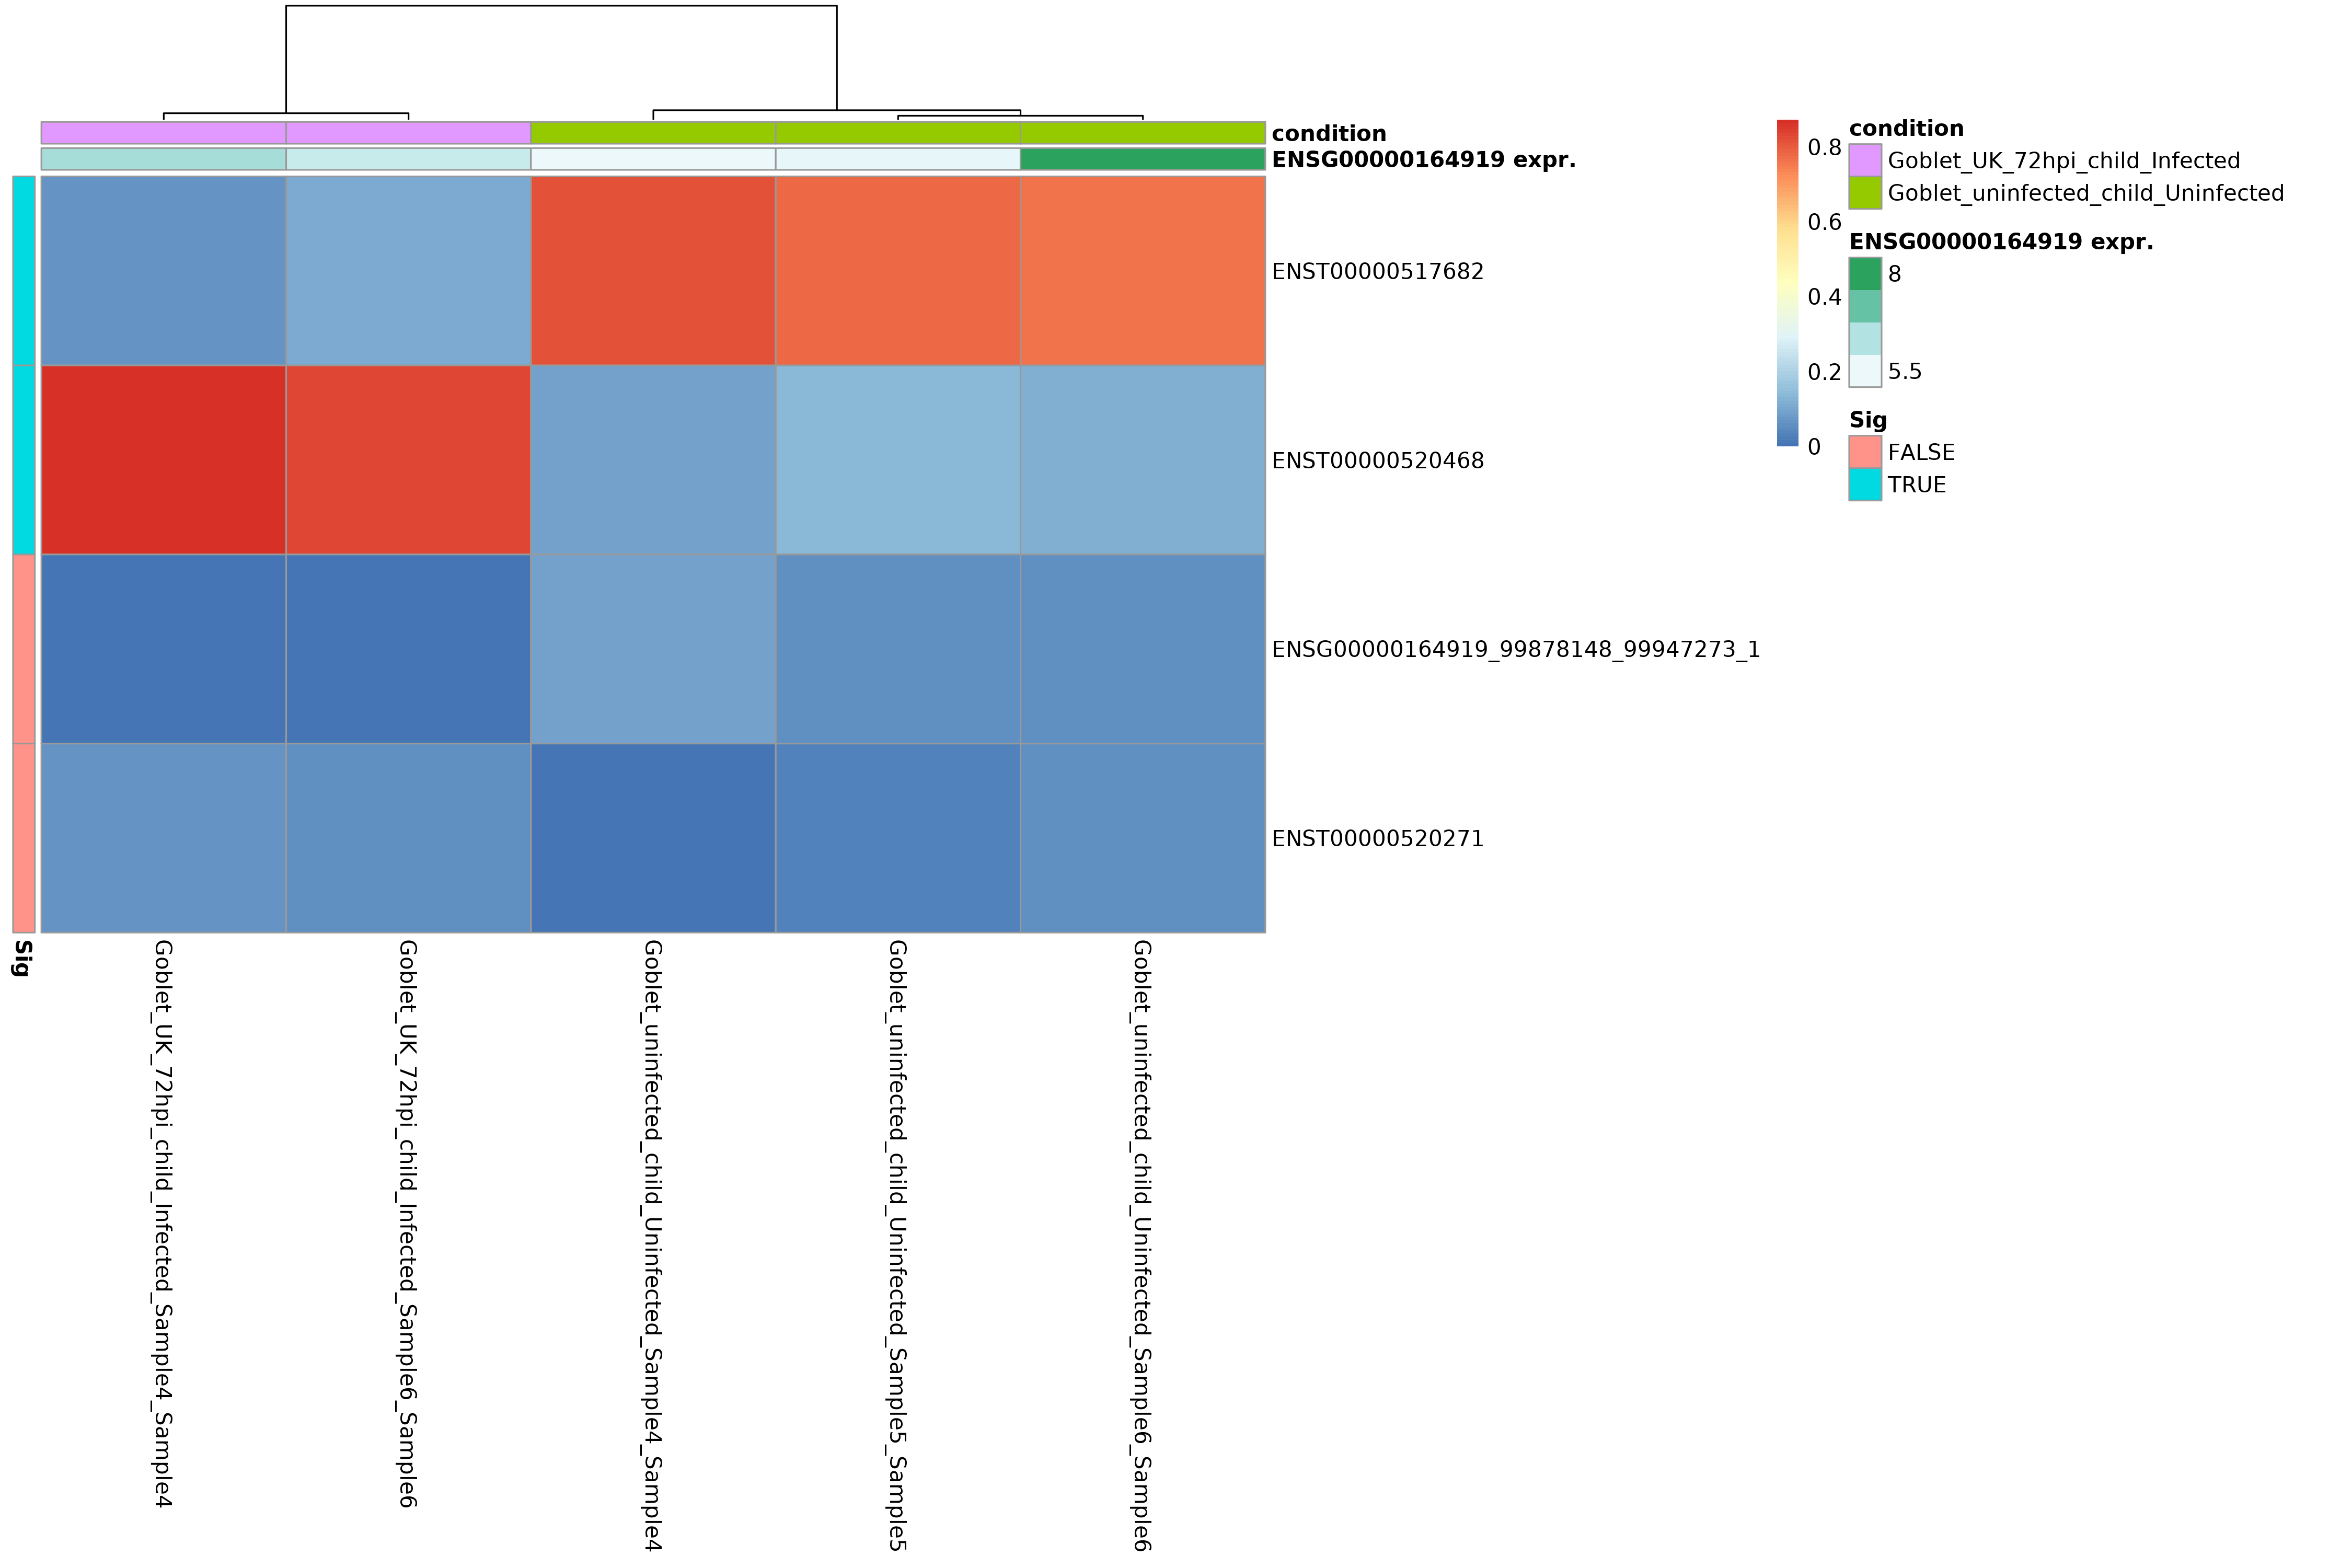 condition
ENSG00000164919 expr.
ENST00000517682
ENST00000520468
ENSG00000164919_99878148_99947273_1
ENST00000520271
Sig
Goblet_UK_72hpi_child_Infected_Sample4_Sample4
Goblet_UK_72hpi_child_Infected_Sample6_Sample6
Goblet_uninfected_child_Uninfected_Sample4_Sample4
Goblet_uninfected_child_Uninfected_Sample5_Sample5
Goblet_uninfected_child_Uninfected_Sample6_Sample6
0.8
0.6
0.4
0.2
0
condition
Goblet_UK_72hpi_child_Infected
Goblet_uninfected_child_Uninfected
ENSG00000164919 expr.
8
5.5
Sig
FALSE
TRUE